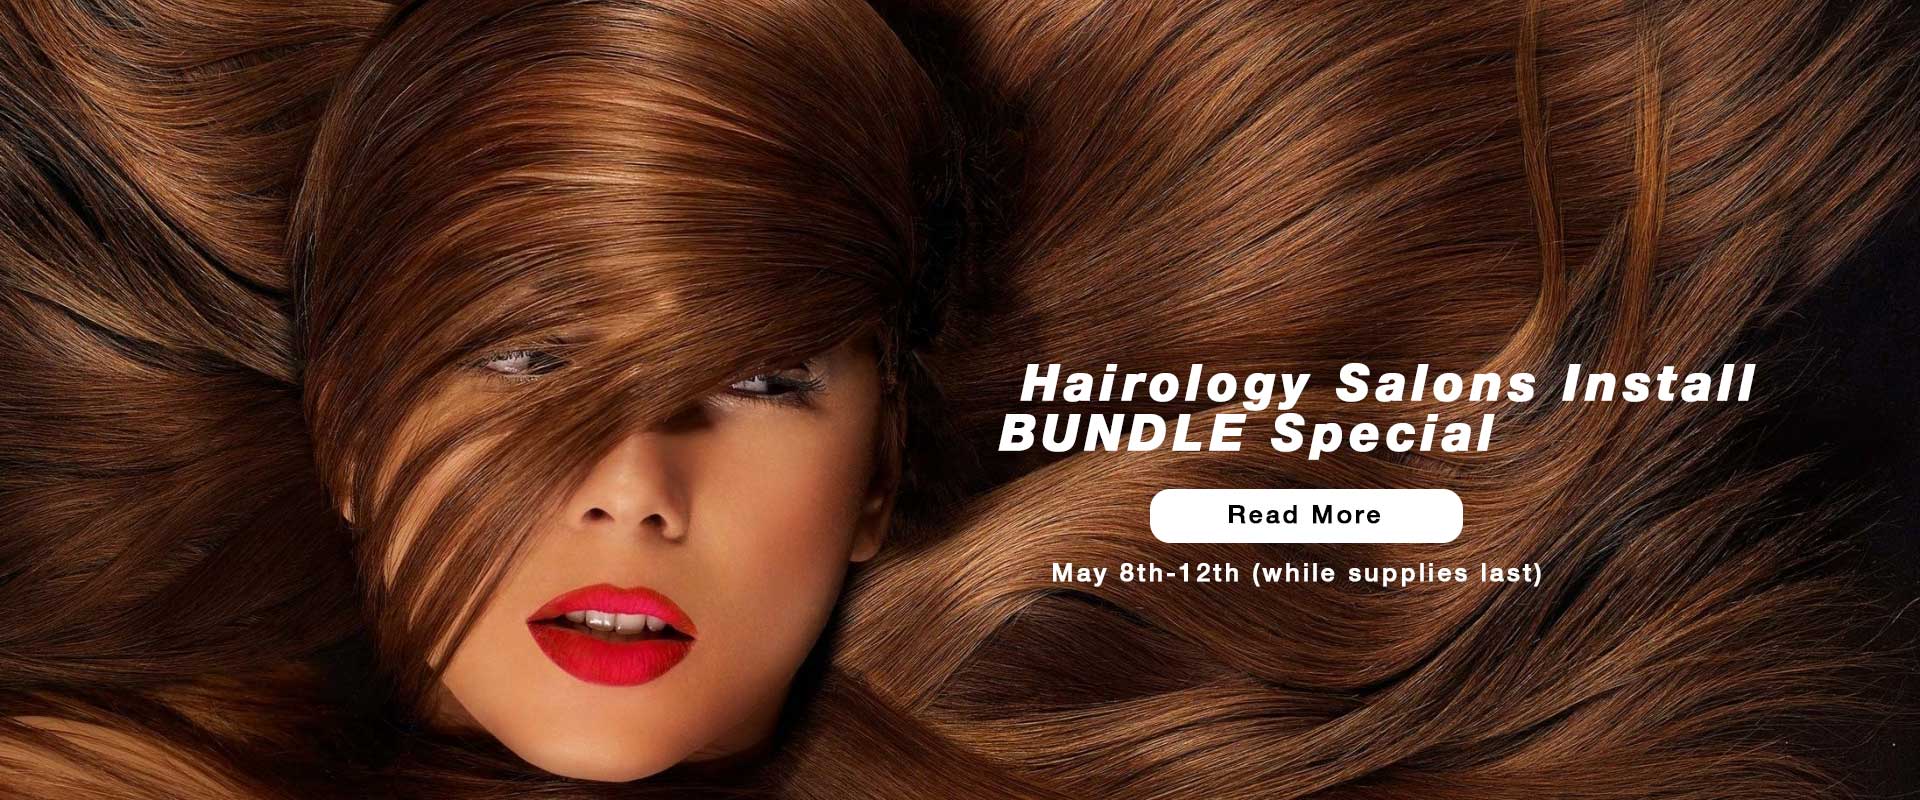 Hairology Salons Install
BUNDLE Special
Read More
May 8th-12th (while supplies last)